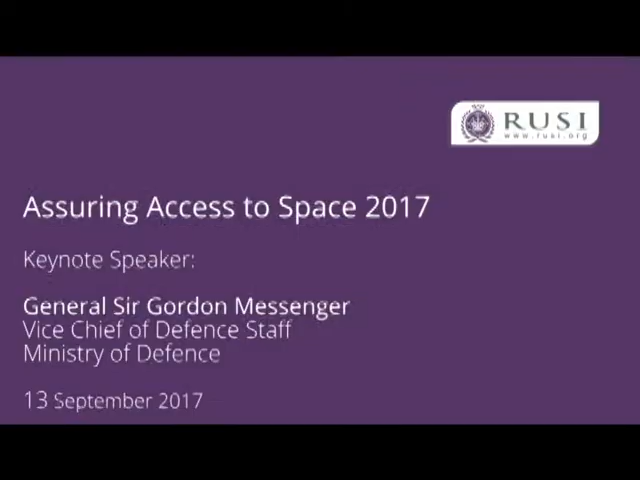 RUSI
www.rusi.org
Assuring Access to Space 2017
Keynote Speaker:
General Sir Gordon Messenger
Vice Chief of Defence Staff
Ministry of Defence
13 September 2017